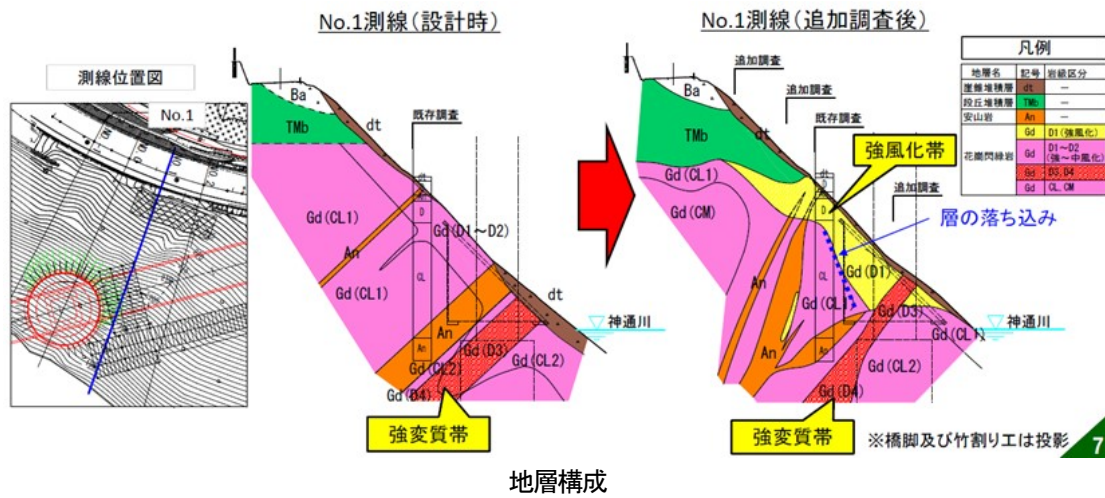 No.1測線(設計時)
No.1測線(追加調査後)
測線位置図
No.1
Ba
TMb
dt
既存調査
D
Gd(D1~D2)
Gd(CL1)
An
CL
Gd(CL1)
dt
神通川
An
An
Gd(D3)
Gd(CL2)
Gd(CL2)
Gd(D4)
強変質帯
追加調査
追加調査
Ba
既存調査
TMb
dt
強風化帯
追加調査
Gd(CL1)
D
層の落ち込み
Gd(CM)
CL
Gd(D1)
An
Gd(CL1)
Gd(D3)
神通川
Gd(CL1)
An
An
Gd(CL2)
Gd(D4)
強変質帯
凡例
地層名 記号 岩級区分
崖錐堆積層 dt ―
段丘堆積層 TMb ―
安山岩 An ―
花崗閃緑岩
Gd D1(強風化)
Gd D1~D2(強~中風化)
Gd D3,D4
Gd CL,CM
※橋脚及び竹割り工は投影
7
地層構成